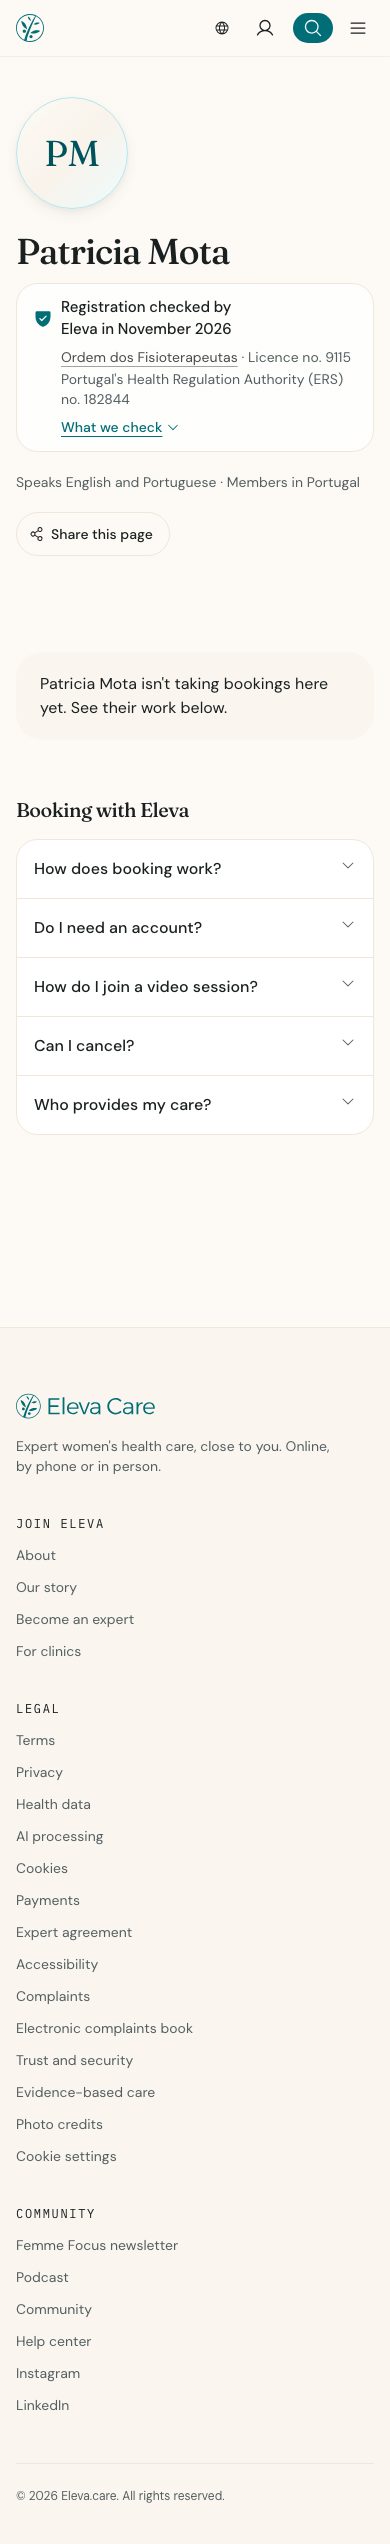 PM
Patricia Mota
Registration checked by
Eleva in November 2026
Ordem dos Fisioterapeutas · Licence no. 9115
Portugal's Health Regulation Authority (ERS)
no. 182844
What we check
Speaks English and Portuguese · Members in Portugal
Share this page
Patricia Mota isn't taking bookings here
yet. See their work below.
Booking with Eleva
How does booking work?
Do I need an account?
How do I join a video session?
Can I cancel?
Who provides my care?
Eleva Care
Expert women's health care, close to you. Online,
by phone or in person.
JOIN ELEVA
About
Our story
Become an expert
For clinics
LEGAL
Terms
Privacy
Health data
AI processing
Cookies
Payments
Expert agreement
Accessibility
Complaints
Electronic complaints book
Trust and security
Evidence-based care
Photo credits
Cookie settings
COMMUNITY
Femme Focus newsletter
Podcast
Community
Help center
Instagram
LinkedIn
© 2026 Eleva.care. All rights reserved.